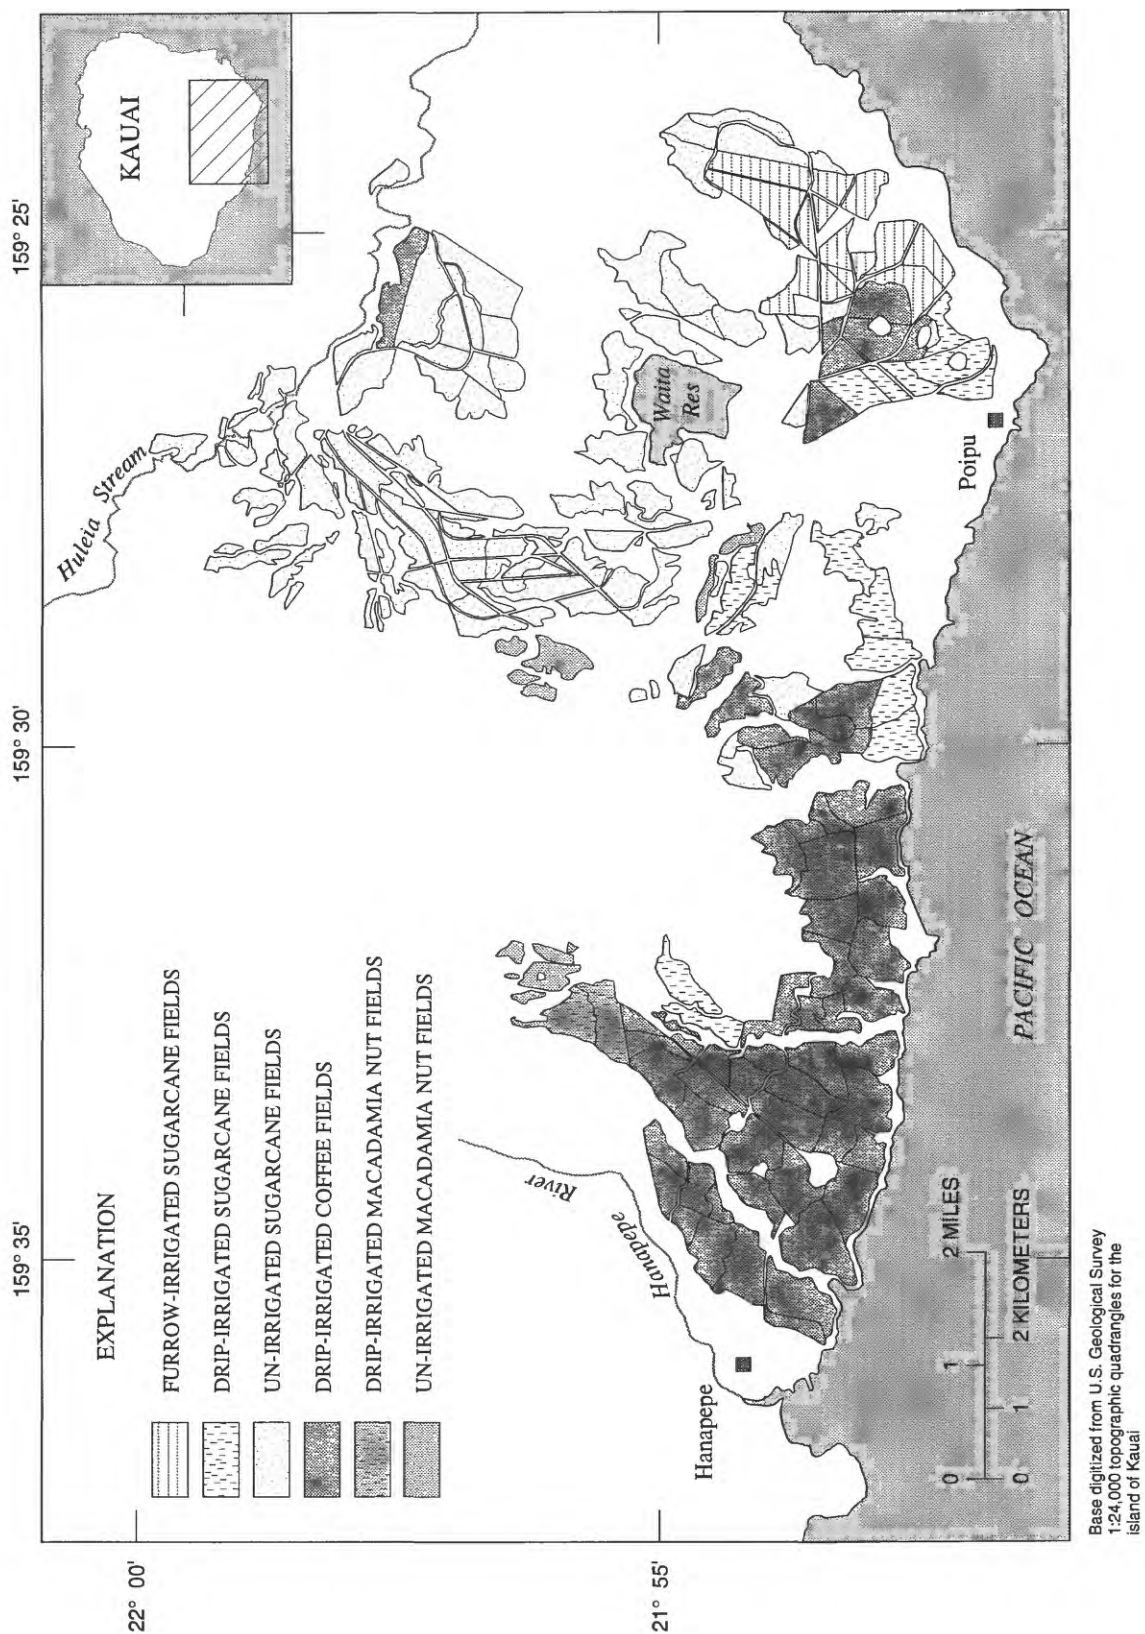 159° 35'
159° 30'
159° 25'
22° 00'
21° 55'
KAUAI
EXPLANATION
FURROW-IRRIGATED SUGARCANE FIELDS
DRIP-IRRIGATED SUGARCANE FIELDS
UN-IRRIGATED SUGARCANE FIELDS
DRIP-IRRIGATED COFFEE FIELDS
DRIP-IRRIGATED MACADAMIA NUT FIELDS
UN-IRRIGATED MACADAMIA NUT FIELDS
Huleia Stream
Waita
Res
Hanapepe River
Hanapepe
Poipu
PACIFIC OCEAN
0 1 2 MILES
0 1 2 KILOMETERS
Base digitized from U.S. Geological Survey
1:24,000 topographic quadrangles for the
island of Kauai